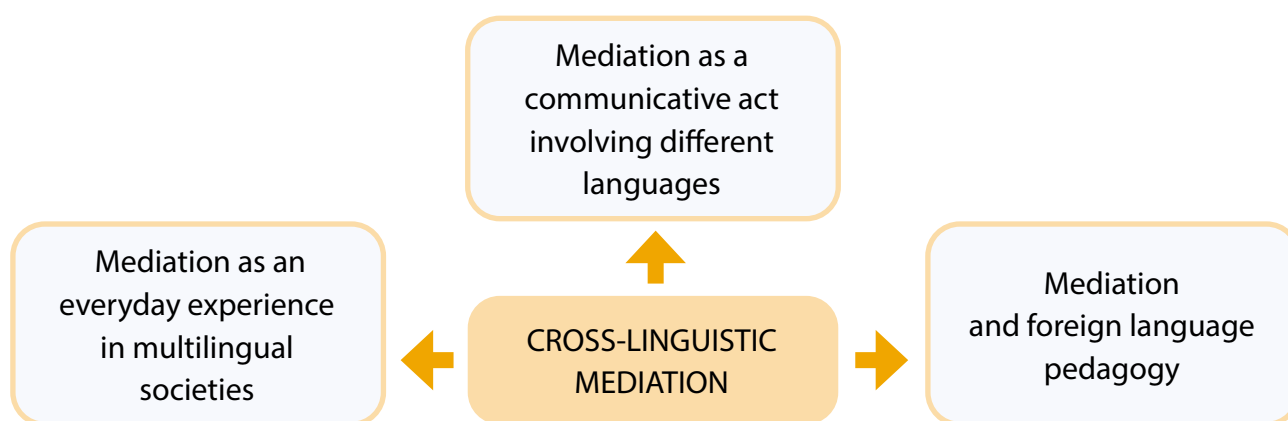 Mediation as a
communicative act
involving different
languages
Mediation as an
everyday experience
in multilingual
societies
CROSS-LINGUISTIC
MEDIATION
Mediation
and foreign language
pedagogy